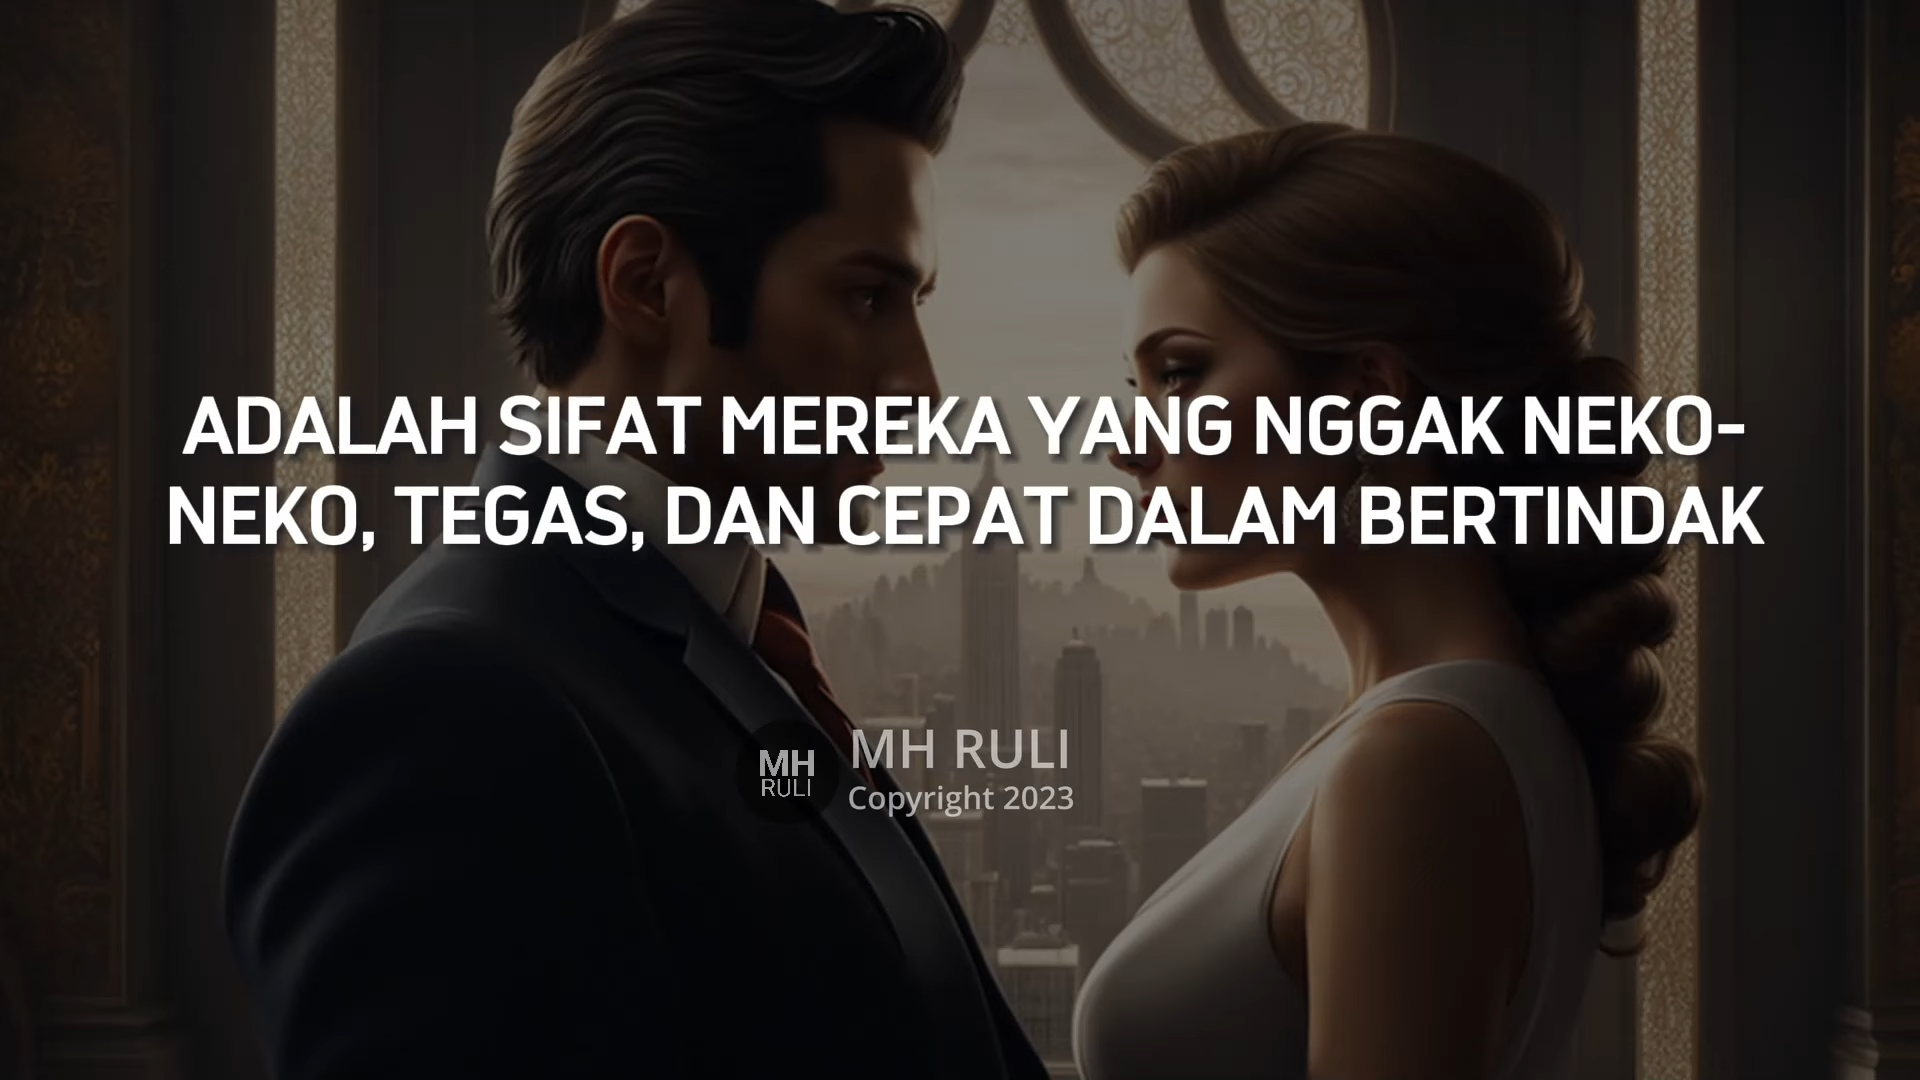 ADALAH SIFAT MEREKA YANG NGGAK NEKO-
NEKO, TEGAS, DAN CEPAT DALAM BERTINDAK
MH
RULI
MH RULI
Copyright 2023